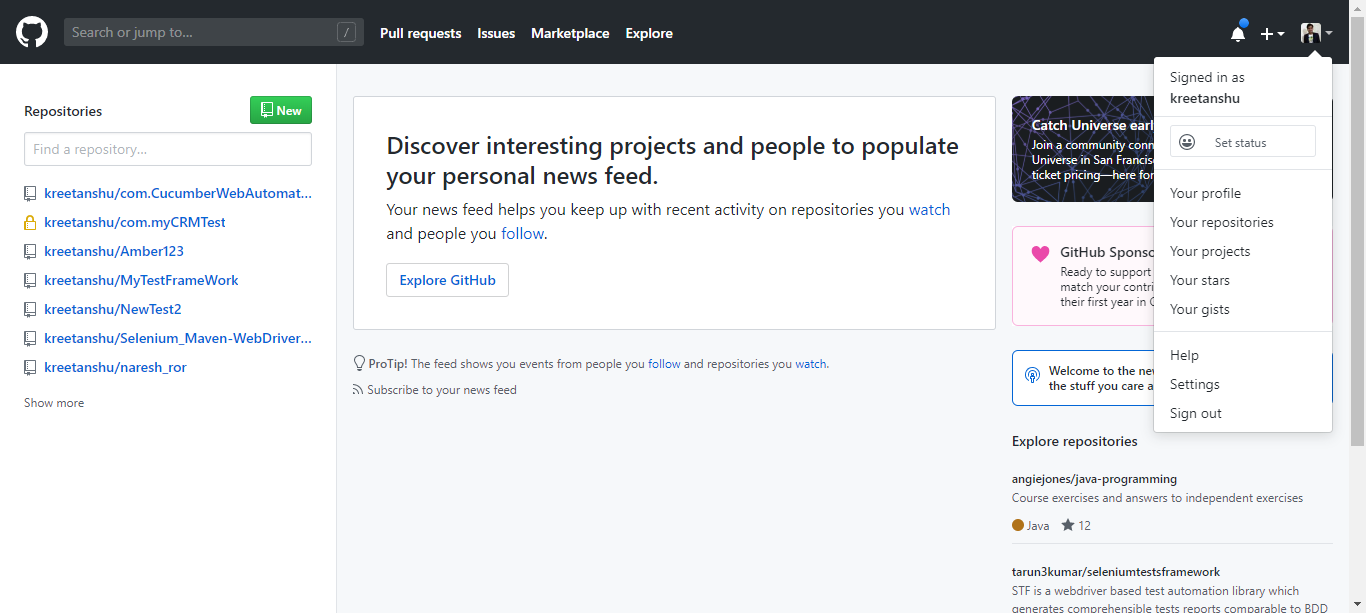 Search or jump to...
/
Pull requests
Issues
Marketplace
Explore
Repositories
New
Find a repository...
kreetanshu/com.CucumberWebAutomat...
kreetanshu/com.myCRMTest
kreetanshu/Amber123
kreetanshu/MyTestFrameWork
kreetanshu/NewTest2
kreetanshu/Selenium_Maven-WebDriver...
kreetanshu/naresh_ror
Show more
Discover interesting projects and people to populate
your personal news feed.
Your news feed helps you keep up with recent activity on repositories you watch
and people you follow.
Explore GitHub
ProTip! The feed shows you events from people you follow and repositories you watch.
Subscribe to your news feed
Catch Universe earl
Join a community conn
Universe in San Francisc
ticket pricing—here for
GitHub Sponso
Ready to support
match your contri
their first year in
Welcome to the nev
the stuff you care a
Explore repositories
angiejones/java-programming
Course exercises and answers to independent exercises
Java
12
tarun3kumar/seleniumtestsframework
STF is a webdriver based test automation library which
generates comprehensible tests reports comparable to BDD
Signed in as
kreetanshu
Set status
Your profile
Your repositories
Your projects
Your stars
Your gists
Help
Settings
Sign out